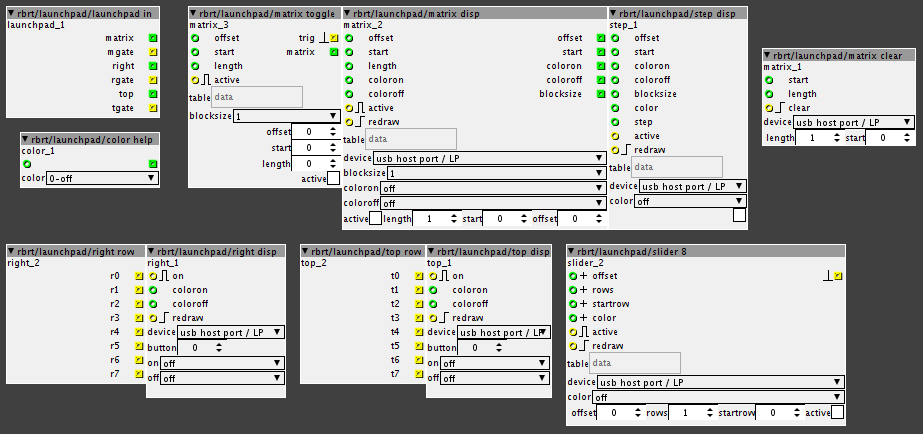 rbrt/launchpad/launchpad in
launchpad_1
matrix
mgate
right
rgate
top
tgate
rbrt/launchpad/color help
color_1
color 0-off
rbrt/launchpad/matrix toggle
matrix_3
offset trig
start matrix
length
active
table data
blocksize 1
offset 0
start 0
length 0
active
rbrt/launchpad/matrix disp
matrix_2
offset offset
start start
length coloron
coloron coloroff
coloroff blocksize
active
redraw
table data
device usb host port / LP
blocksize 1
coloron off
coloroff off
active length 1 start 0 offset 0
rbrt/launchpad/step disp
step_1
offset
start
coloron
coloroff
blocksize
color
step
active
redraw
table data
device usb host port / LP
color off
rbrt/launchpad/matrix clear
matrix_1
start
length
clear
device usb host port / LP
length 1 start 0
rbrt/launchpad/right row
right_2
r0
r1
r2
r3
r4
r5
r6
r7
rbrt/launchpad/right disp
right_1
on
coloron
coloroff
redraw
device usb host port / LP
button 0
on off
off off
rbrt/launchpad/top row
top_2
t0
t1
t2
t3
t4
t5
t6
t7
rbrt/launchpad/top disp
top_1
on
coloron
coloroff
redraw
device usb host port / LP
button 0
on off
off off
rbrt/launchpad/slider 8
slider_2
offset
rows
startrow
color
active
redraw
table data
device usb host port / LP
color off
offset 0 rows 1 startrow 0 active